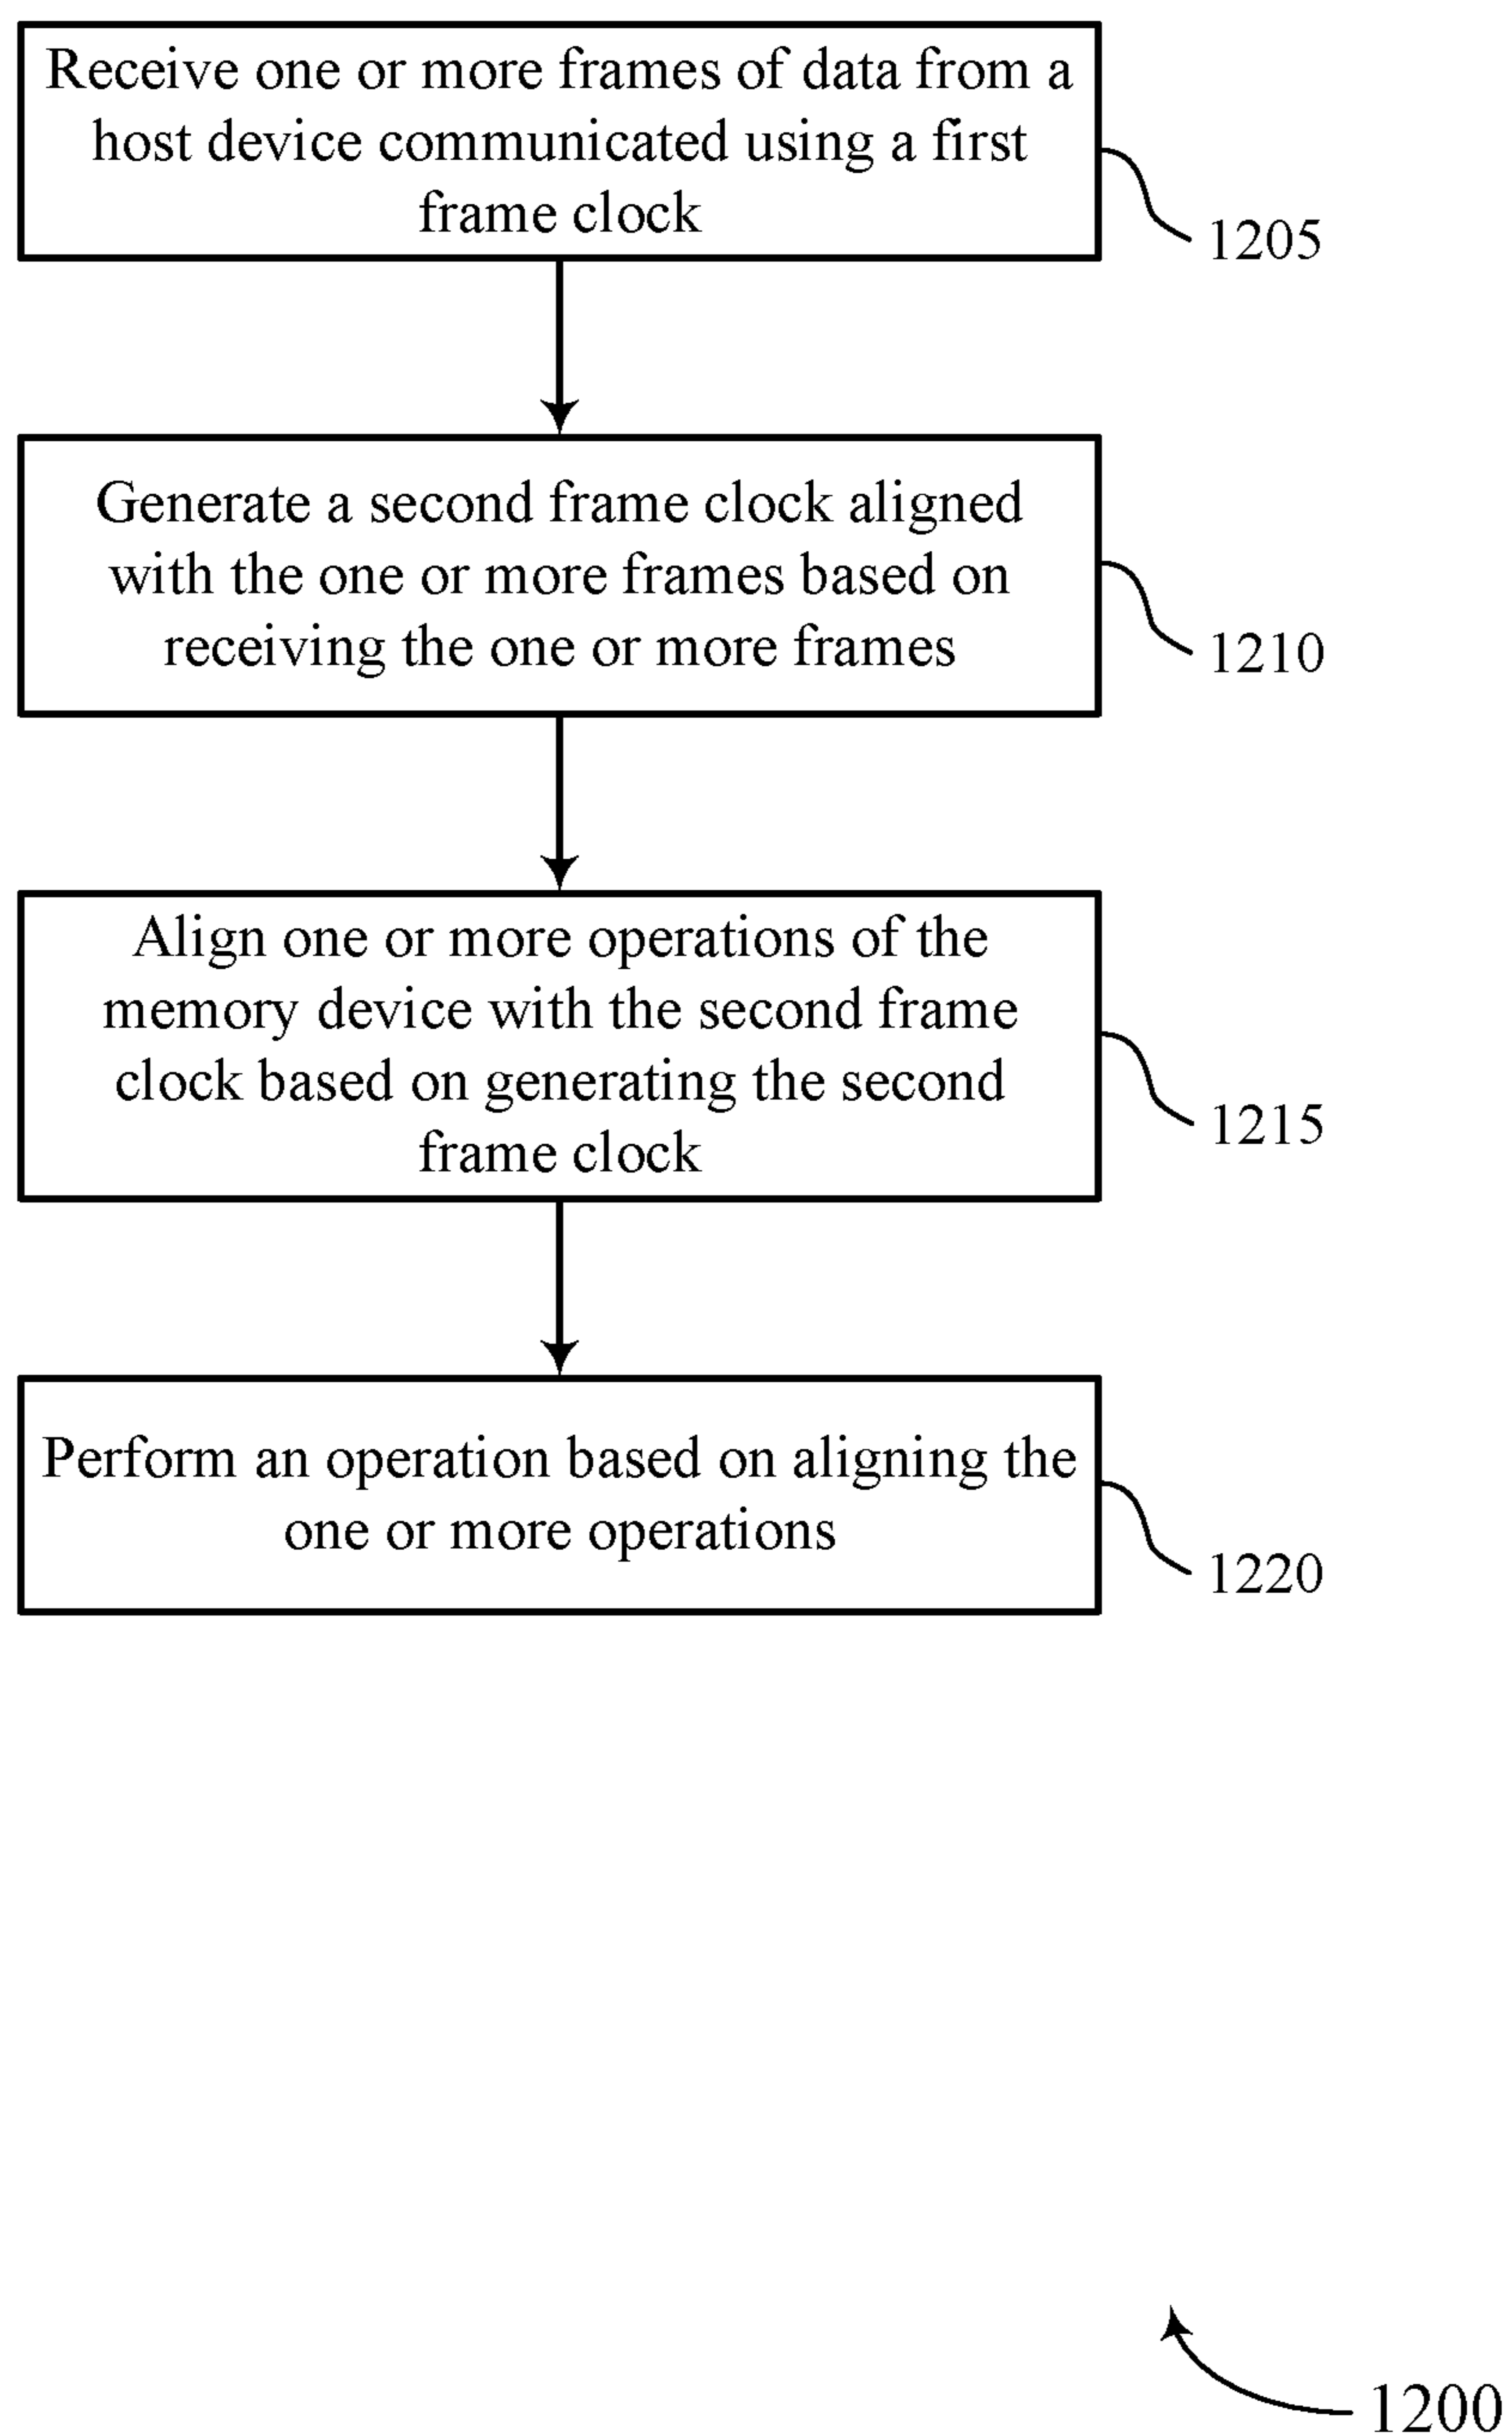 Receive one or more frames of data from a
host device communicated using a first
frame clock
1205
Generate a second frame clock aligned
with the one or more frames based on
receiving the one or more frames
1210
Align one or more operations of the
memory device with the second frame
clock based on generating the second
frame clock
1215
Perform an operation based on aligning the
one or more operations
1220
1200